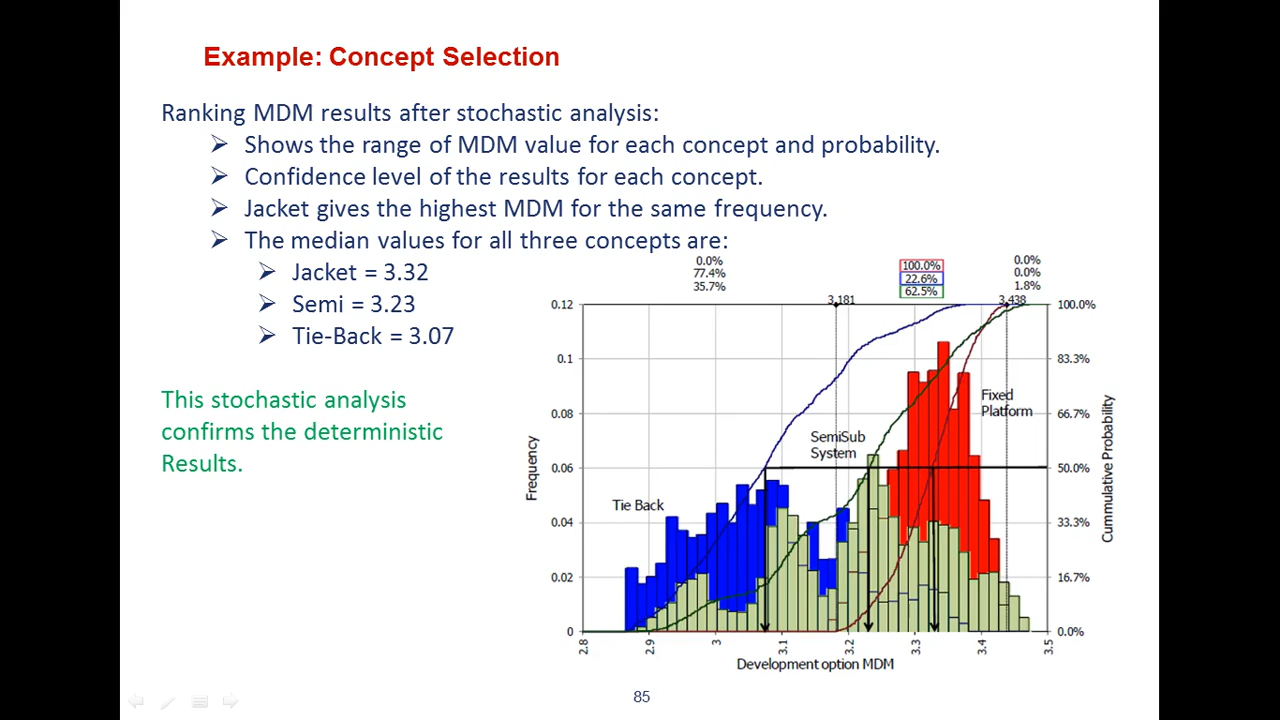 Example: Concept Selection
Ranking MDM results after stochastic analysis:
➢ Shows the range of MDM value for each concept and probability.
➢ Confidence level of the results for each concept.
➢ Jacket gives the highest MDM for the same frequency.
➢ The median values for all three concepts are:
➢ Jacket = 3.32
➢ Semi = 3.23
➢ Tie-Back = 3.07
This stochastic analysis
confirms the deterministic
Results.
0.0% 100.0% 0.0%
77.4% 22.6% 0.0%
35.7% 62.5% 1.8%
3.181 3.438
0.12 100.0%
0.1 83.3%
0.08 66.7%
0.06 50.0%
0.04 33.3%
0.02 16.7%
0 0.0%
Frequency
Cummulative Probability
Fixed
Platform
SemiSub
System
Tie Back
2.8 2.9 3 3.1 3.2 3.3 3.4 3.5
Development option MDM
85